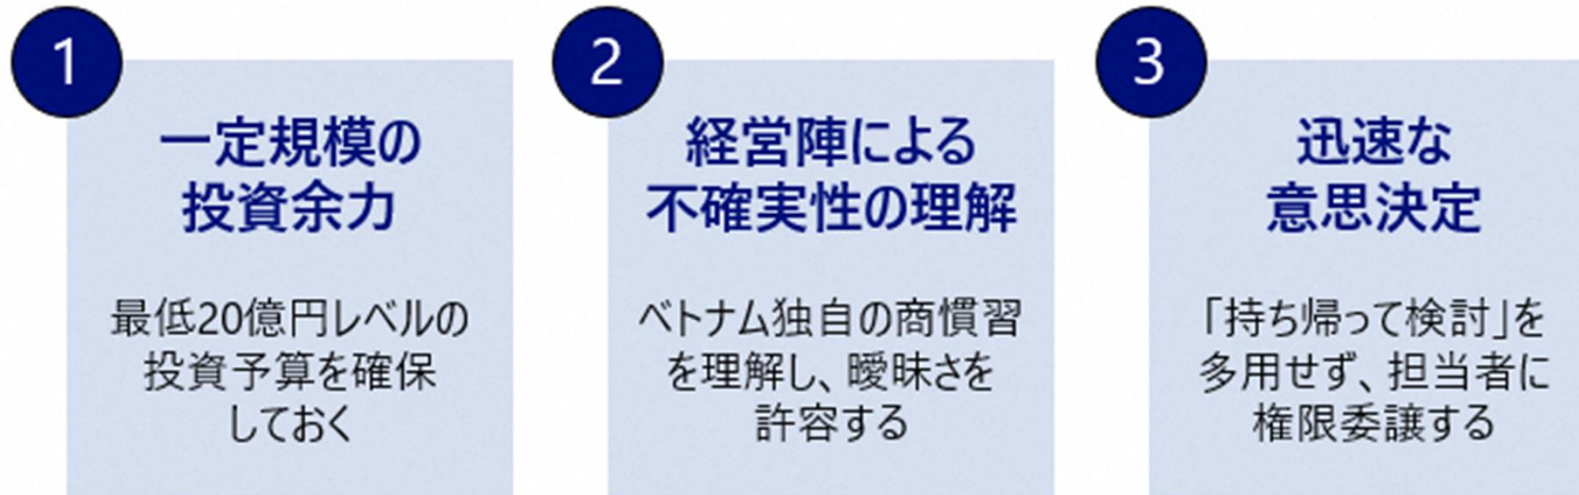 1
一定規模の
投資余力
最低20億円レベルの
投資予算を確保
しておく
2
経営陣による
不確実性の理解
ベトナム独自の商慣習
を理解し、曖昧さを
許容する
3
迅速な
意思決定
「持ち帰って検討」を
多用せず、担当者に
権限委譲する